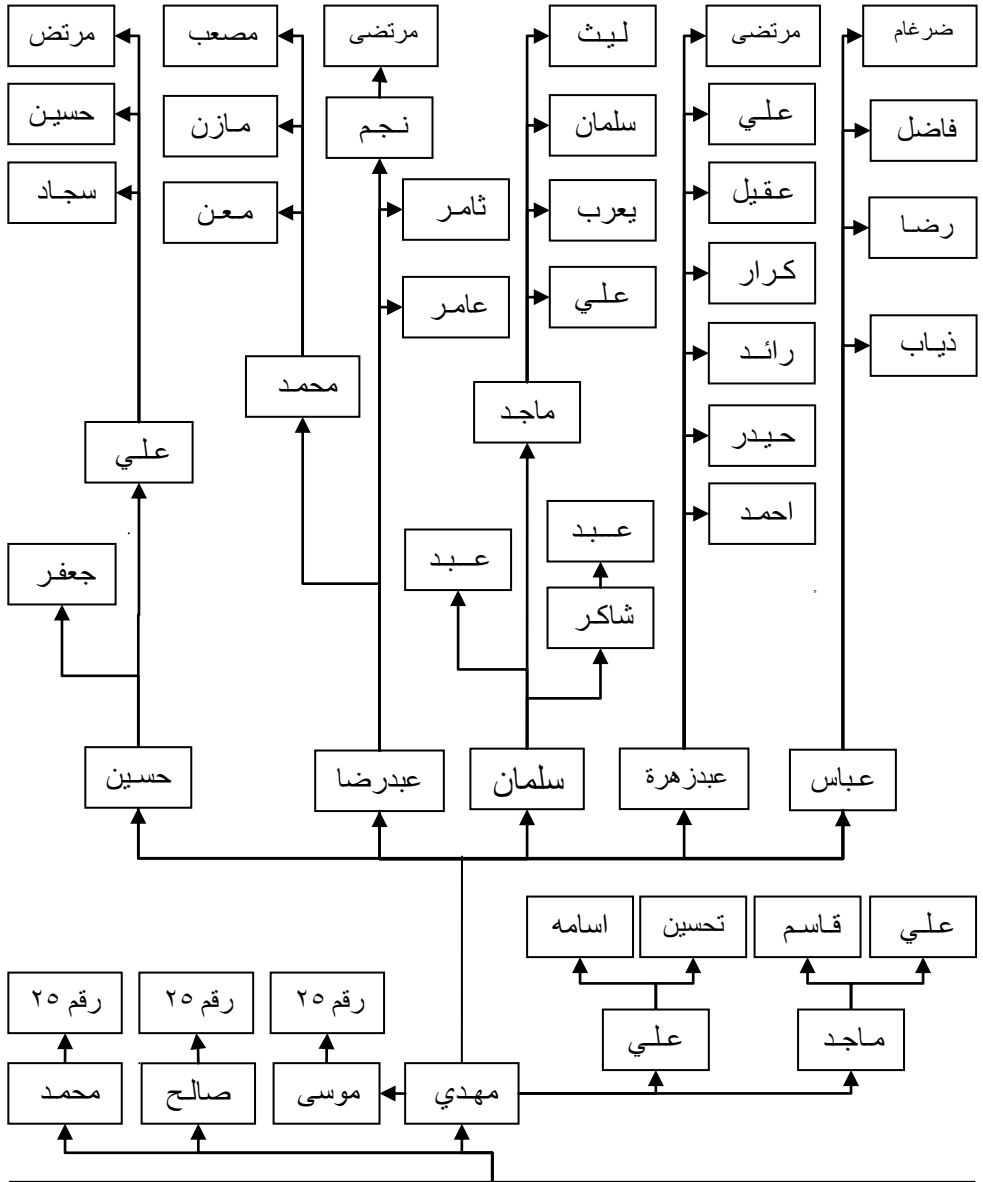 ضرغام
مرتضى
ليث
مرتضى
مصعب
مرتض
فاضل
علي
سلمان
نجم
مازن
حسين
رضا
عقيل
يعرب
ثامر
معن
سجاد
كرار
علي
عامر
ذياب
رائد
ماجد
محمد
علي
حيدر
احمد
عبد
عبد
جعفر
شاكر
عباس
عبدزهرة
سلمان
عبدرضا
حسين
علي
قاسم
تحسين
اسامه
ماجد
علي
رقم ٢٥
رقم ٢٥
رقم ٢٥
مهدي
موسى
صالح
محمد